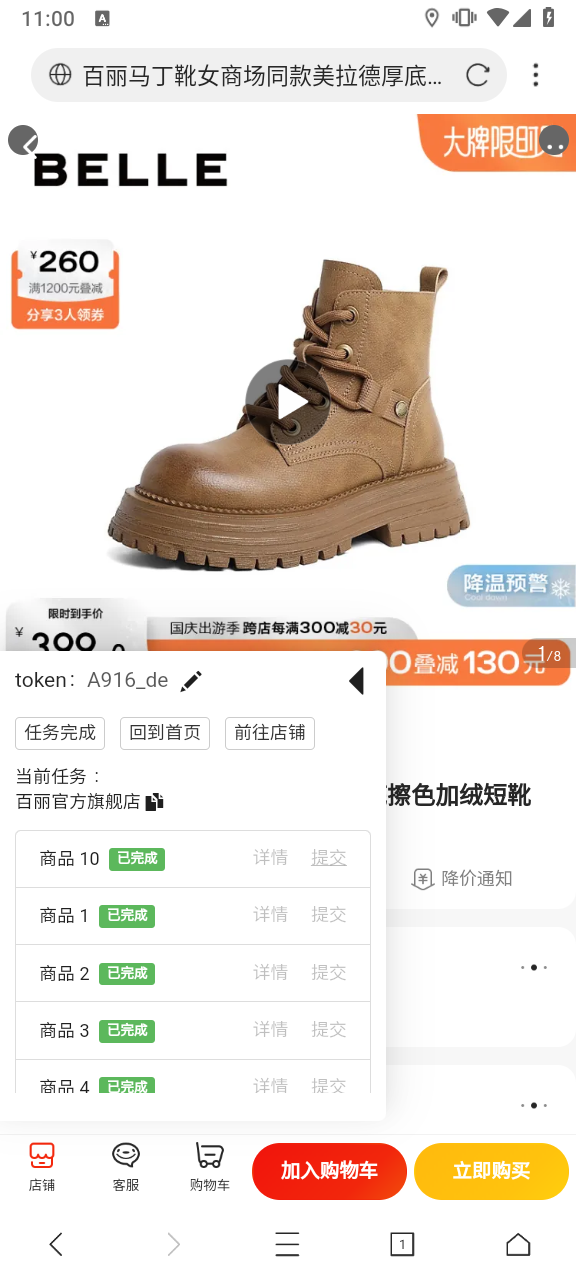 11:00
A
百丽马丁靴女商场同款美拉德厚底...
大牌限时
BELLE
¥260
满1200元叠减
分享3人领券
降温预警
Cool down
限时到手价
国庆出游季 跨店每满300减30元
¥
399
0叠减130元
1/8
token： A916_de
任务完成 回到首页 前往店铺
当前任务：
百丽官方旗舰店
擦色加绒短靴
商品 10 已完成 详情 提交
降价通知
商品 1 已完成 详情 提交
商品 2 已完成 详情 提交
商品 3 已完成 详情 提交
商品 4 已完成 详情 提交
店铺 客服 购物车 加入购物车 立即购买
1